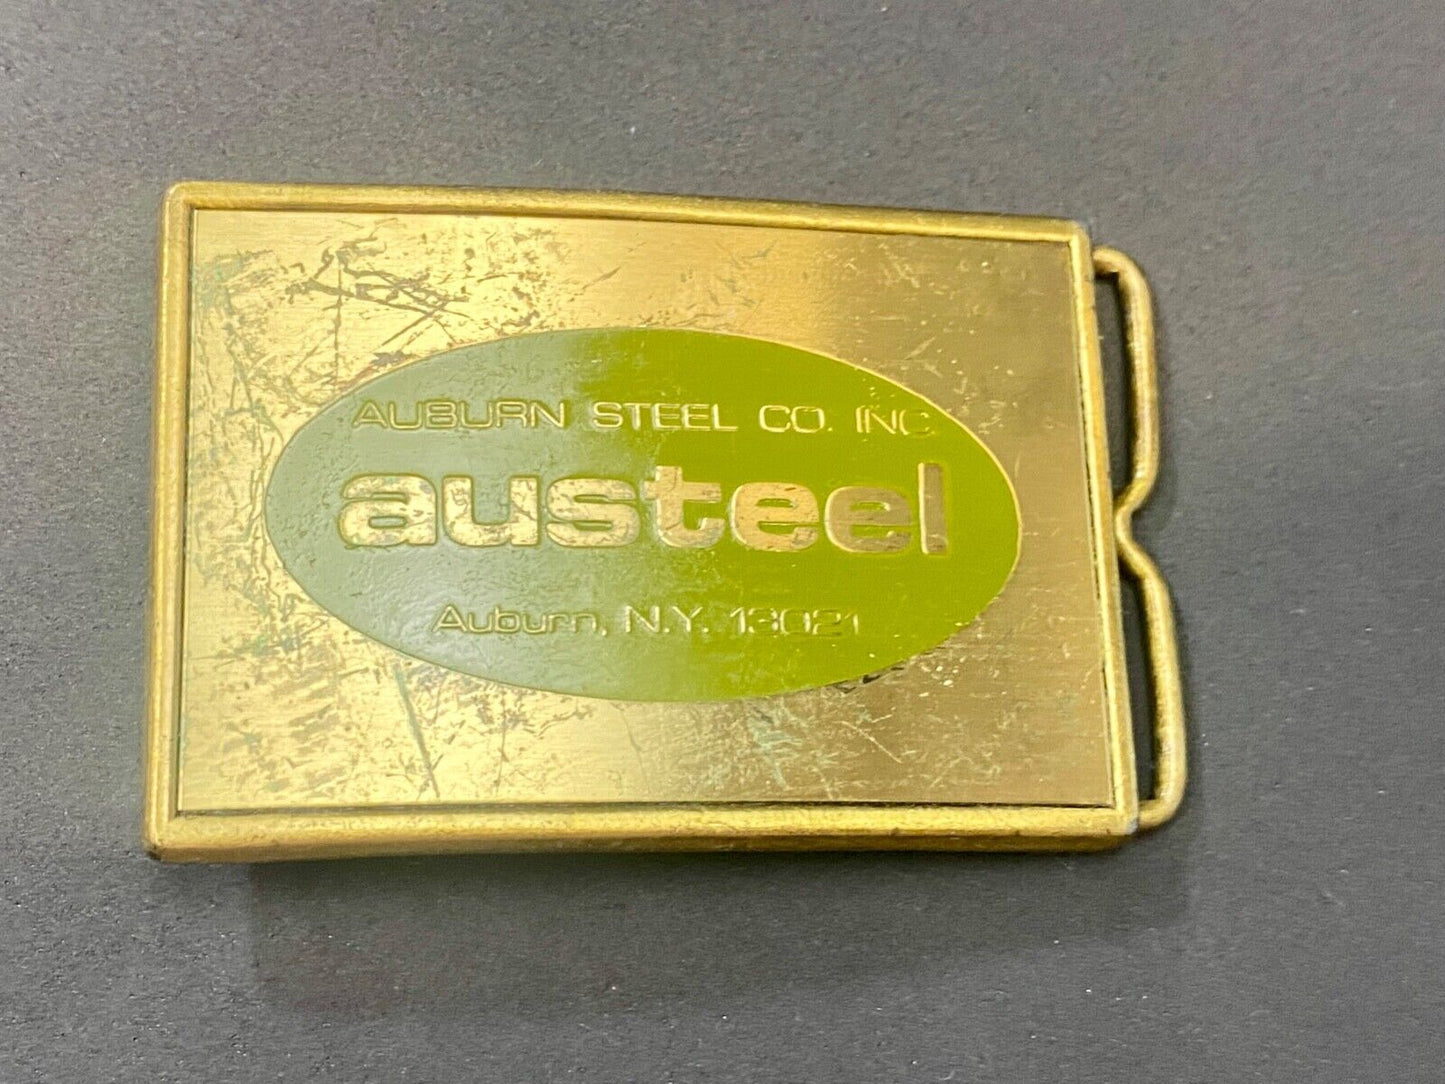 AUBURN STEEL CO. INC.
austeel
Auburn, N.Y. 13021